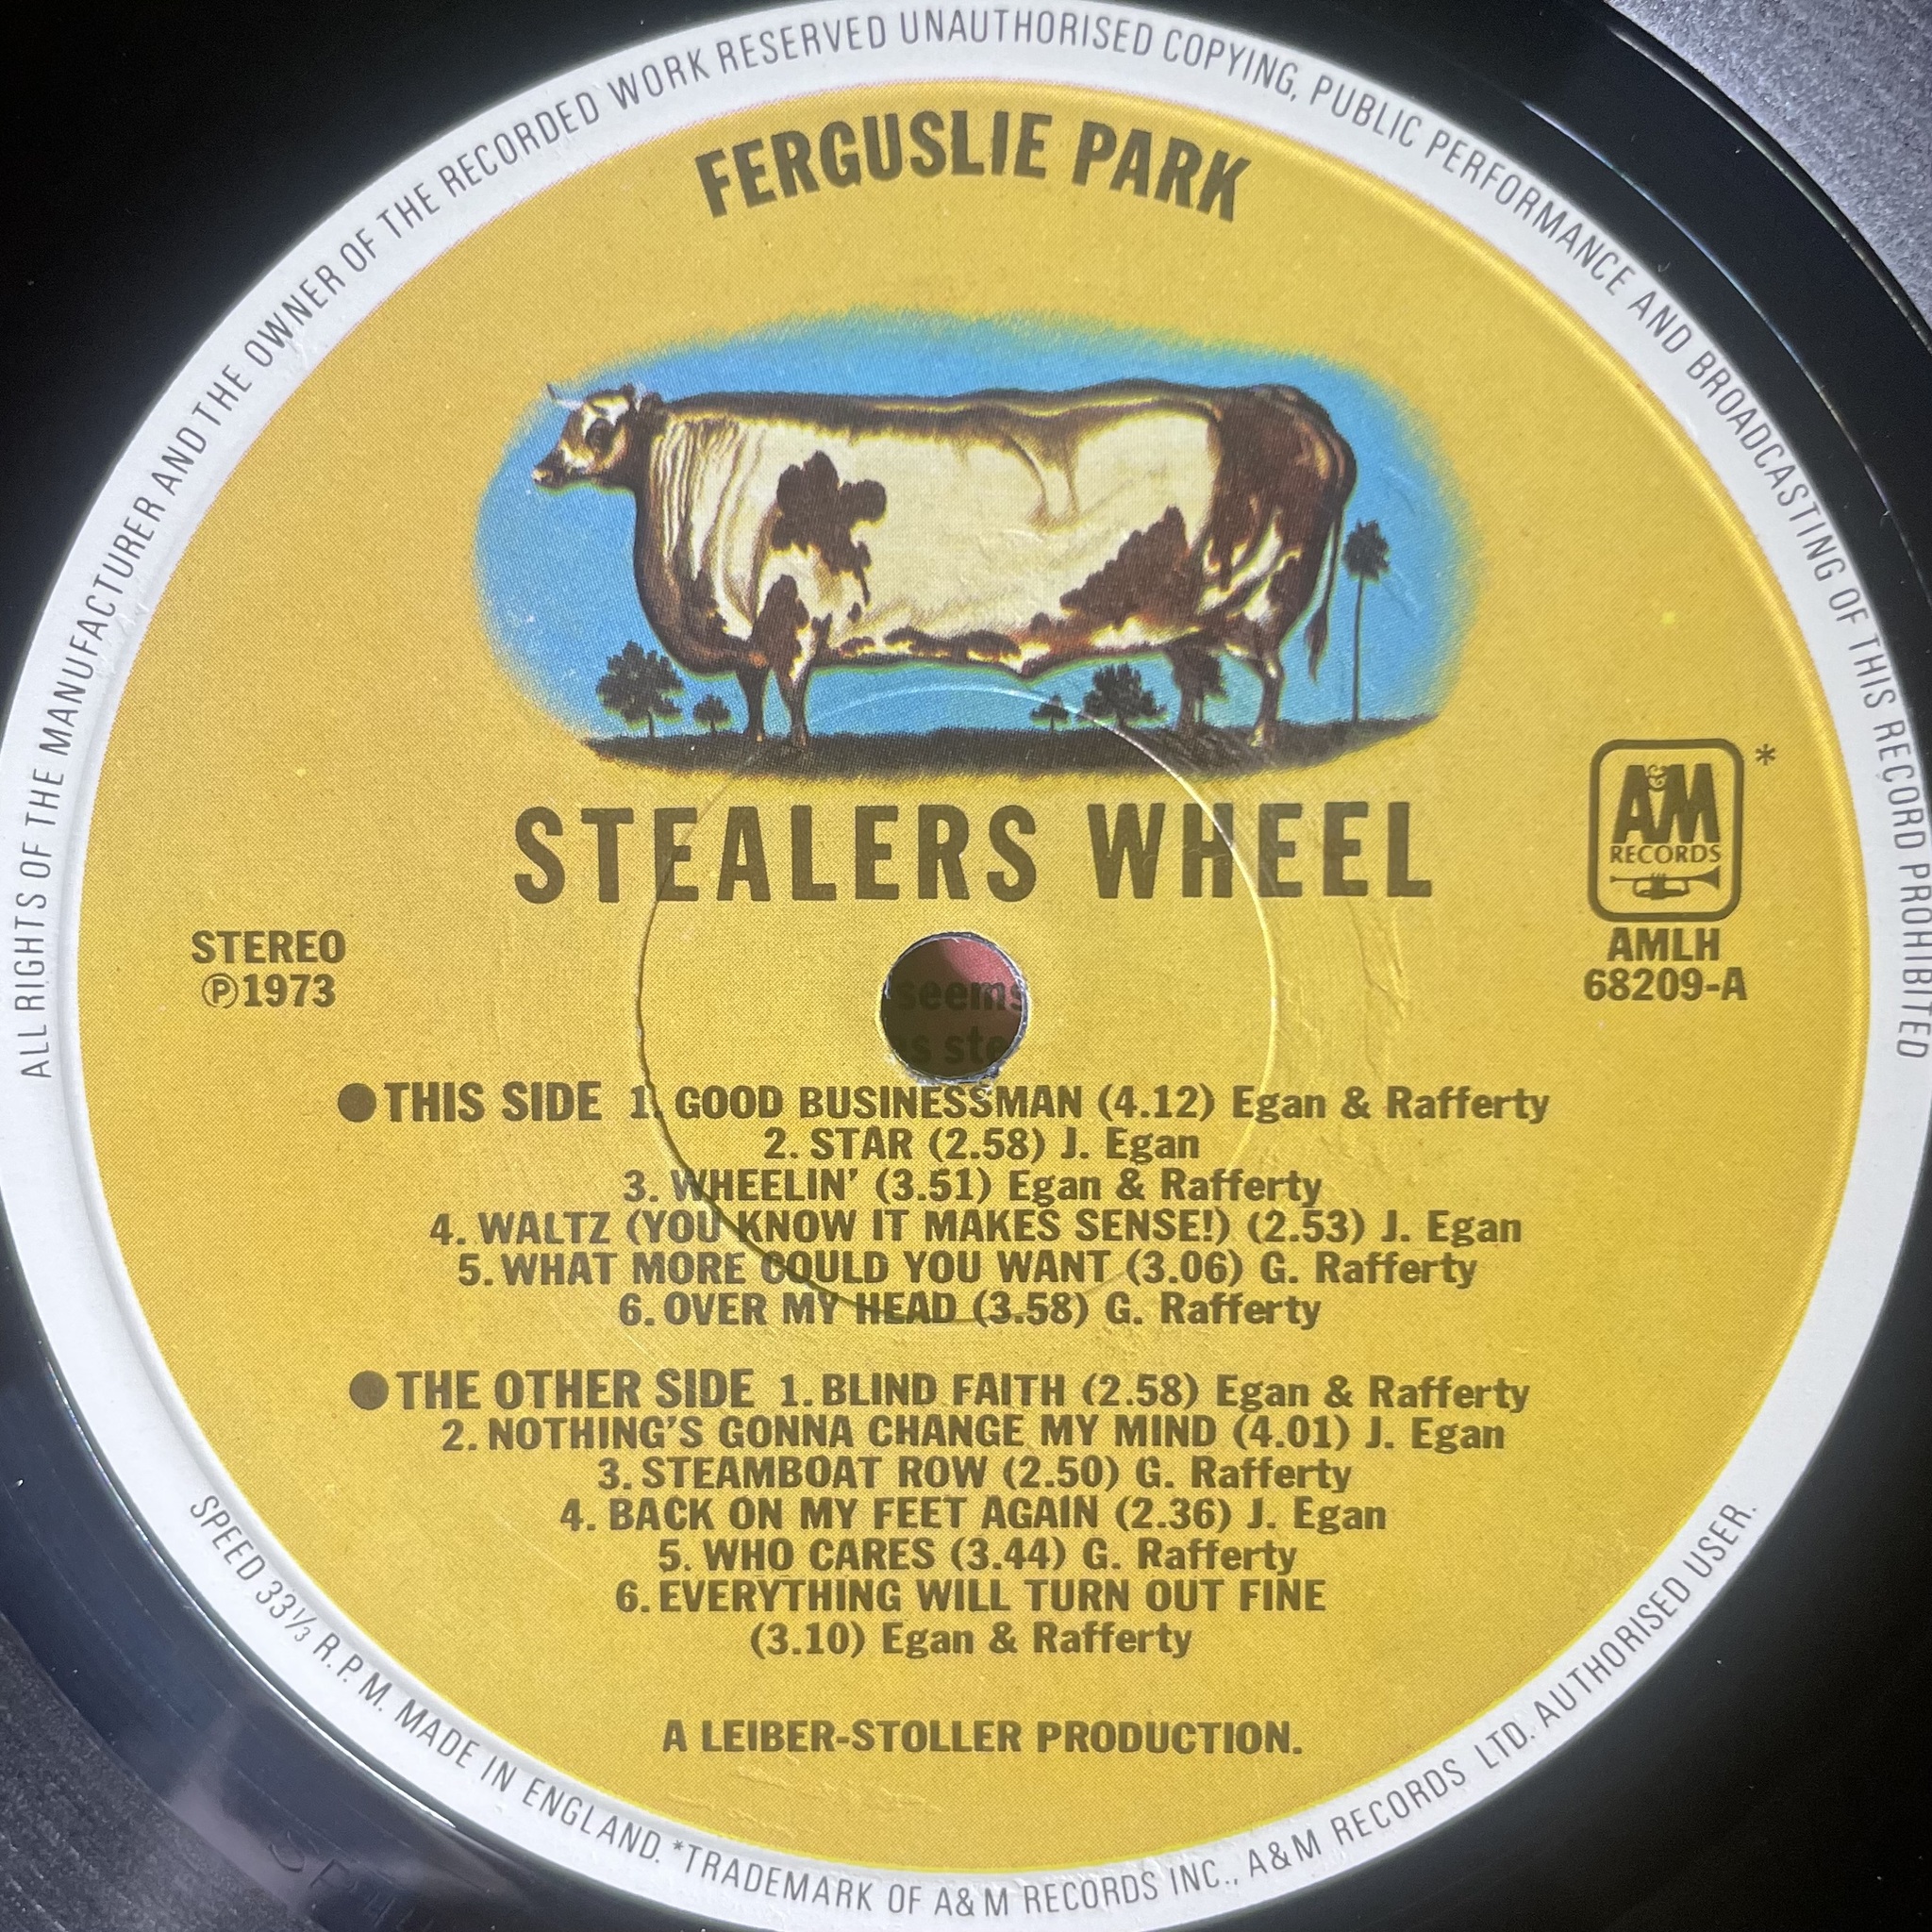 ALL RIGHTS OF THE MANUFACTURER AND THE OWNER OF THE RECORDED WORK RESERVED UNAUTHORISED COPYING, PUBLIC PERFORMANCE AND BROADCASTING OF THIS RECORD PROHIBITED
FERGUSLIE PARK
STEALERS WHEEL
A&M
RECORDS
*
AMLH
68209-A
STEREO
℗1973
seems
ste
●THIS SIDE 1. GOOD BUSINESSMAN (4.12) Egan & Rafferty
2. STAR (2.58) J. Egan
3. WHEELIN' (3.51) Egan & Rafferty
4. WALTZ (YOU KNOW IT MAKES SENSE!) (2.53) J. Egan
5. WHAT MORE COULD YOU WANT (3.06) G. Rafferty
6. OVER MY HEAD (3.58) G. Rafferty
●THE OTHER SIDE 1. BLIND FAITH (2.58) Egan & Rafferty
2. NOTHING'S GONNA CHANGE MY MIND (4.01) J. Egan
3. STEAMBOAT ROW (2.50) G. Rafferty
4. BACK ON MY FEET AGAIN (2.36) J. Egan
5. WHO CARES (3.44) G. Rafferty
6. EVERYTHING WILL TURN OUT FINE
(3.10) Egan & Rafferty
A LEIBER-STOLLER PRODUCTION.
SPEED 33⅓ R.P.M. MADE IN ENGLAND. *TRADEMARK OF A&M RECORDS INC., A&M RECORDS LTD. AUTHORISED USER.